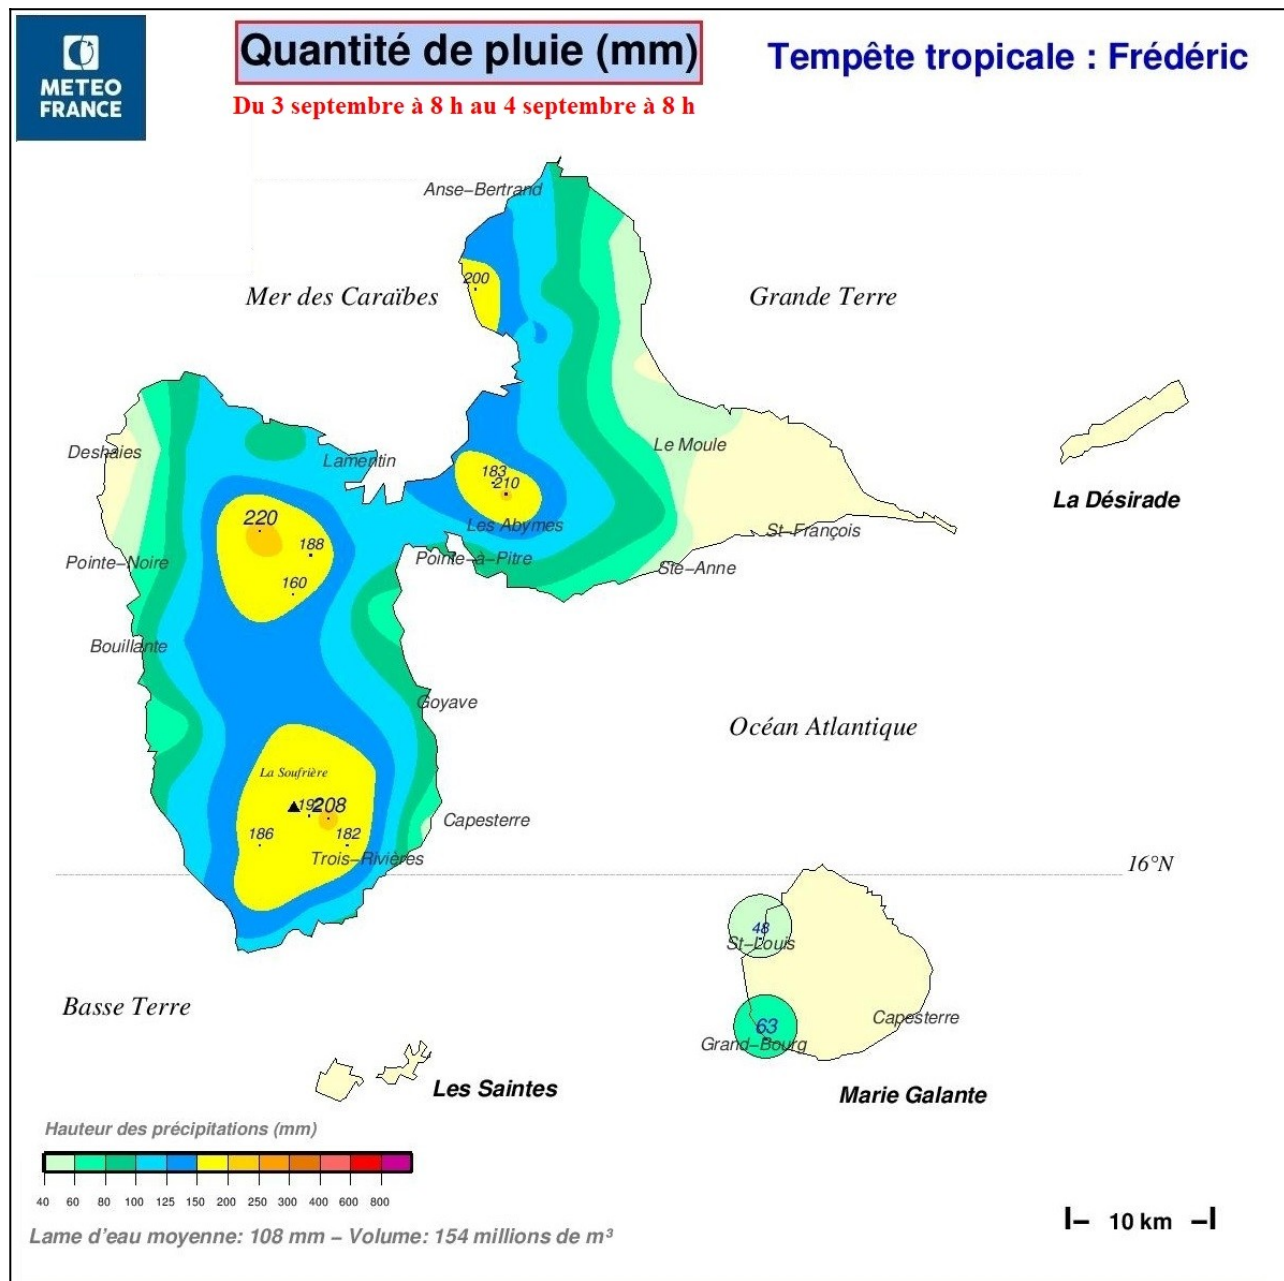 METEO
FRANCE
Quantité de pluie (mm)
Tempête tropicale : Frédéric
Du 3 septembre à 8 h au 4 septembre à 8 h
Anse–Bertrand
200
Mer des Caraïbes
Grande Terre
Deshaies
Lamentin
Le Moule
183
210
Les Abymes
La Désirade
220
188
160
St–François
Pointe–Noire
Pointe–à–Pitre
Ste–Anne
Bouillante
Goyave
Océan Atlantique
La Soufrière
192
208
186
182
Capesterre
Trois–Rivières
16°N
48
St–Louis
Basse Terre
63
Capesterre
Grand–Bourg
Les Saintes
Marie Galante
Hauteur des précipitations (mm)
40 60 80 100 125 150 200 250 300 400 600 800
10 km
Lame d'eau moyenne: 108 mm – Volume: 154 millions de m³